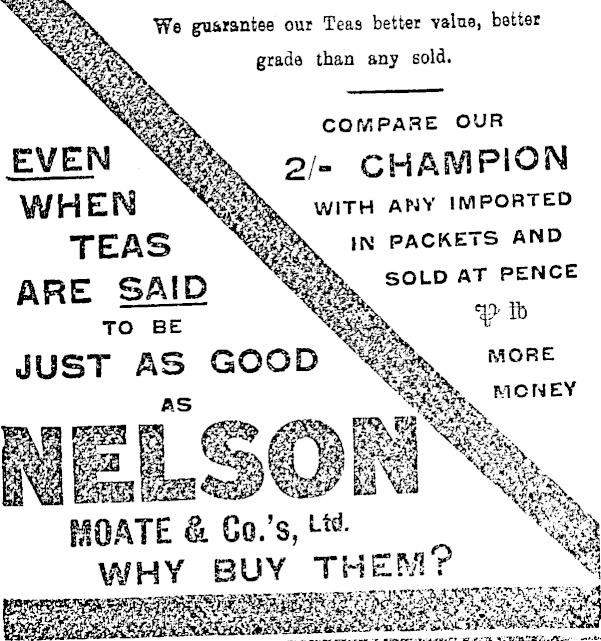 We guarantee our Teas better value, better
grade than any sold.
COMPARE OUR
2/- CHAMPION
WITH ANY IMPORTED
IN PACKETS AND
SOLD AT PENCE
℔ lb
MORE
MONEY
EVEN
WHEN
TEAS
ARE SAID
TO BE
JUST AS GOOD
AS
NELSON
MOATE & Co.'s, Ltd.
WHY BUY THEM?